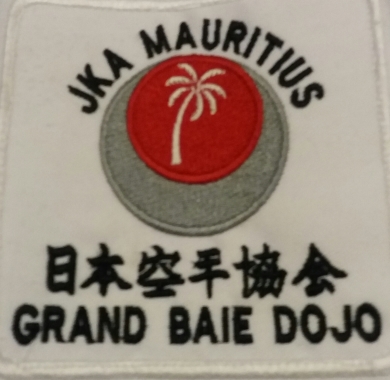 JKA MAURITIUS
日本空手協会
GRAND BAIE DOJO